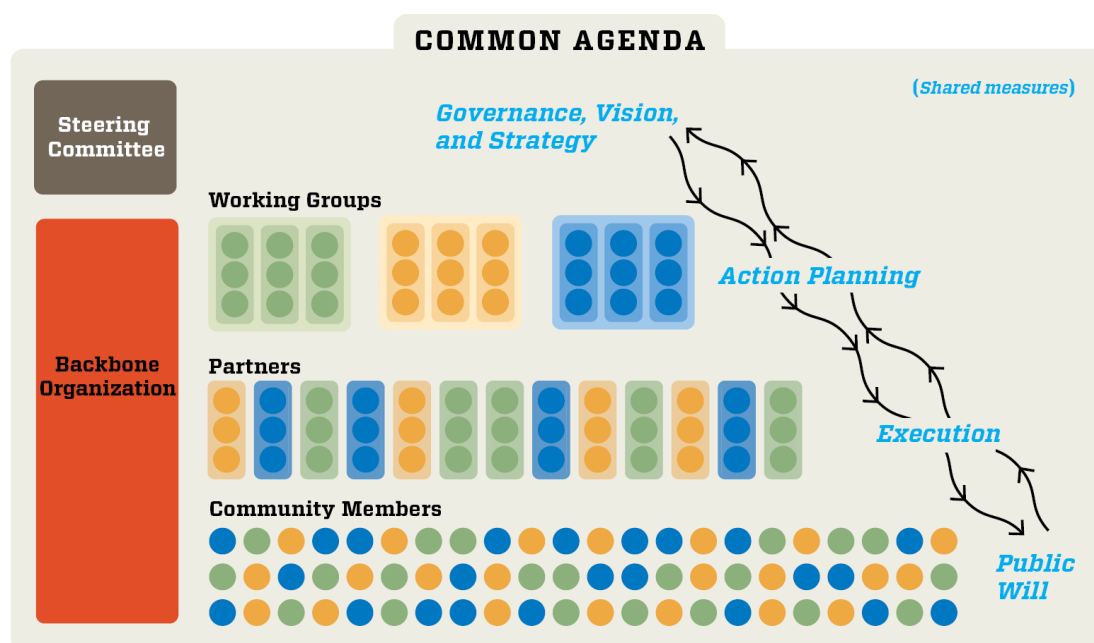 COMMON AGENDA
Steering
Committee
(Shared measures)
Governance, Vision,
and Strategy
Working Groups
Action Planning
Backbone
Organization
Partners
Execution
Community Members
Public
Will